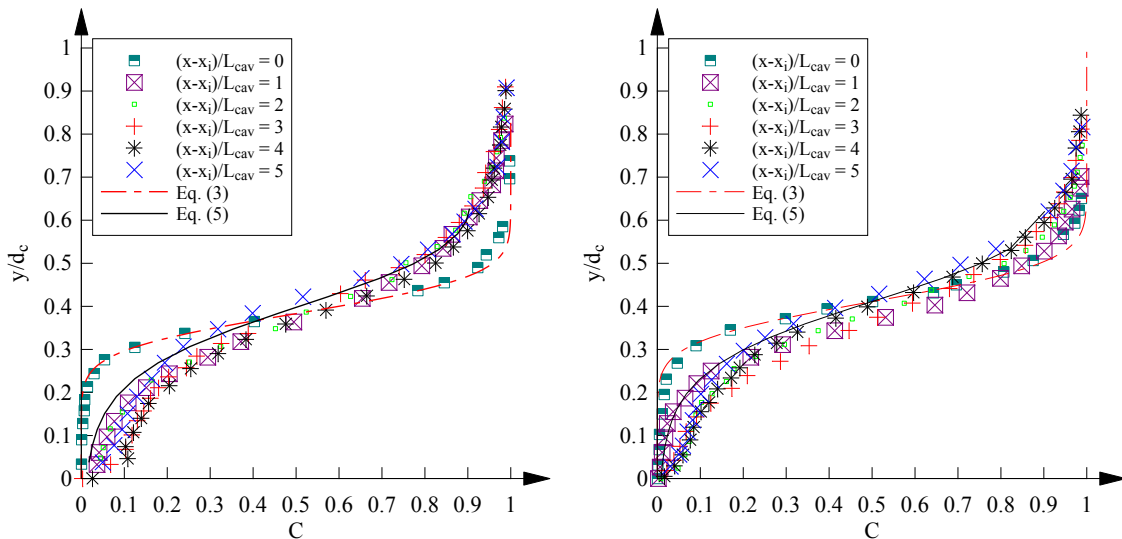 1
0.9
0.8
0.7
0.6
0.5
0.4
0.3
0.2
0.1
0
y/dc
(x-xi)/Lcav = 0
(x-xi)/Lcav = 1
(x-xi)/Lcav = 2
(x-xi)/Lcav = 3
(x-xi)/Lcav = 4
(x-xi)/Lcav = 5
Eq. (3)
Eq. (5)
0 0.1 0.2 0.3 0.4 0.5 0.6 0.7 0.8 0.9 1
C
1
0.9
0.8
0.7
0.6
0.5
0.4
0.3
0.2
0.1
0
y/dc
(x-xi)/Lcav = 0
(x-xi)/Lcav = 1
(x-xi)/Lcav = 2
(x-xi)/Lcav = 3
(x-xi)/Lcav = 4
(x-xi)/Lcav = 5
Eq. (3)
Eq. (5)
0 0.1 0.2 0.3 0.4 0.5 0.6 0.7 0.8 0.9 1
C